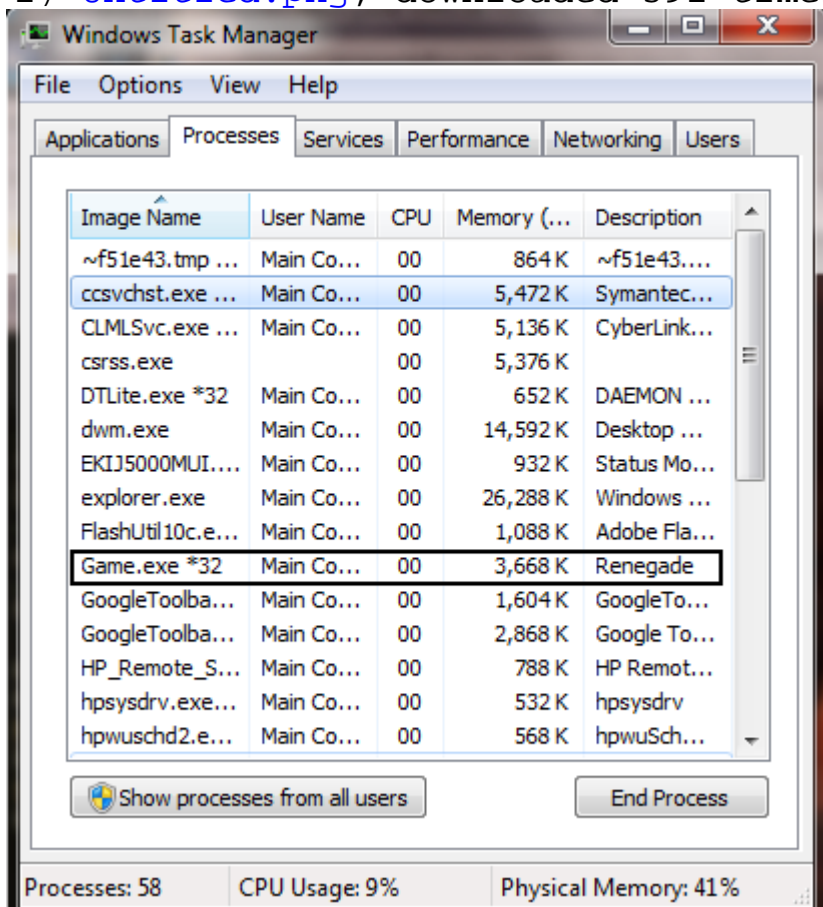 Windows Task Manager
File Options View Help
Applications Processes Services Performance Networking Users
Image Name User Name CPU Memory (... Description
~f51e43.tmp ... Main Co... 00 864 K ~f51e43....
ccsvchst.exe ... Main Co... 00 5,472 K Symantec...
CLMLSvc.exe ... Main Co... 00 5,136 K CyberLink...
csrss.exe 00 5,376 K
DTLite.exe *32 Main Co... 00 652 K DAEMON ...
dwm.exe Main Co... 00 14,592 K Desktop ...
EKIJ5000MUI.... Main Co... 00 932 K Status Mo...
explorer.exe Main Co... 00 26,288 K Windows ...
FlashUtil10c.e... Main Co... 00 1,088 K Adobe Fla...
Game.exe *32 Main Co... 00 3,668 K Renegade
GoogleToolba... Main Co... 00 1,604 K GoogleTo...
GoogleToolba... Main Co... 00 2,868 K Google To...
HP_Remote_S... Main Co... 00 788 K HP Remot...
hpsysdrv.exe... Main Co... 00 532 K hpsysdrv
hpwuschd2.e... Main Co... 00 568 K hpwuSch...
Show processes from all users End Process
Processes: 58 CPU Usage: 9% Physical Memory: 41%